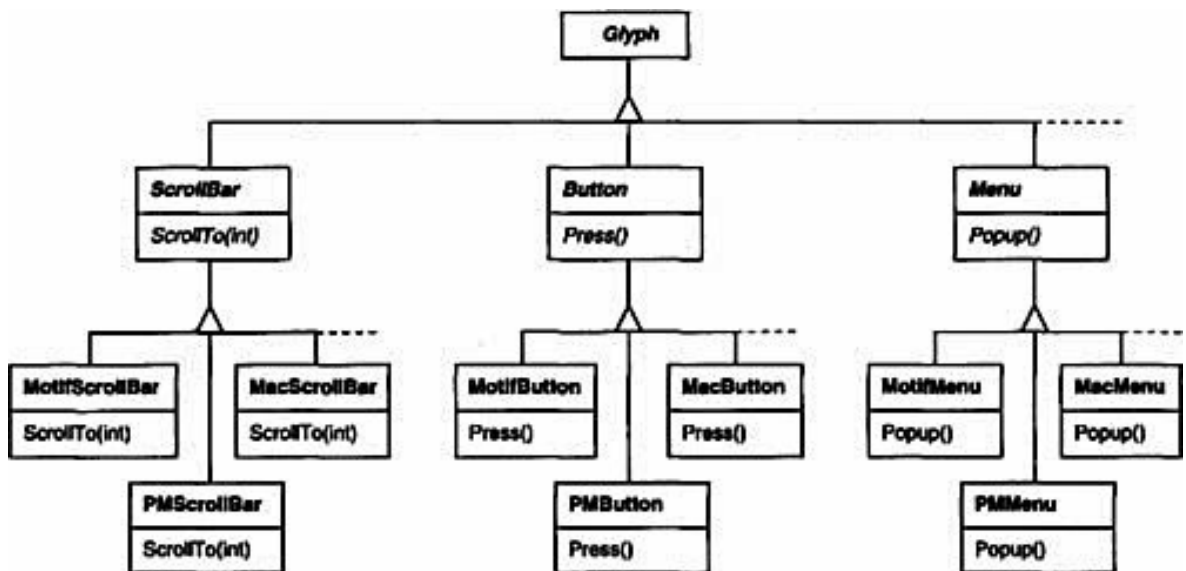 Glyph
ScrollBar
ScrollTo(int)
Button
Press()
Menu
Popup()
MotifScrollBar
ScrollTo(int)
MacScrollBar
ScrollTo(int)
MotifButton
Press()
MacButton
Press()
MotifMenu
Popup()
MacMenu
Popup()
PMScrollBar
ScrollTo(int)
PMButton
Press()
PMMenu
Popup()